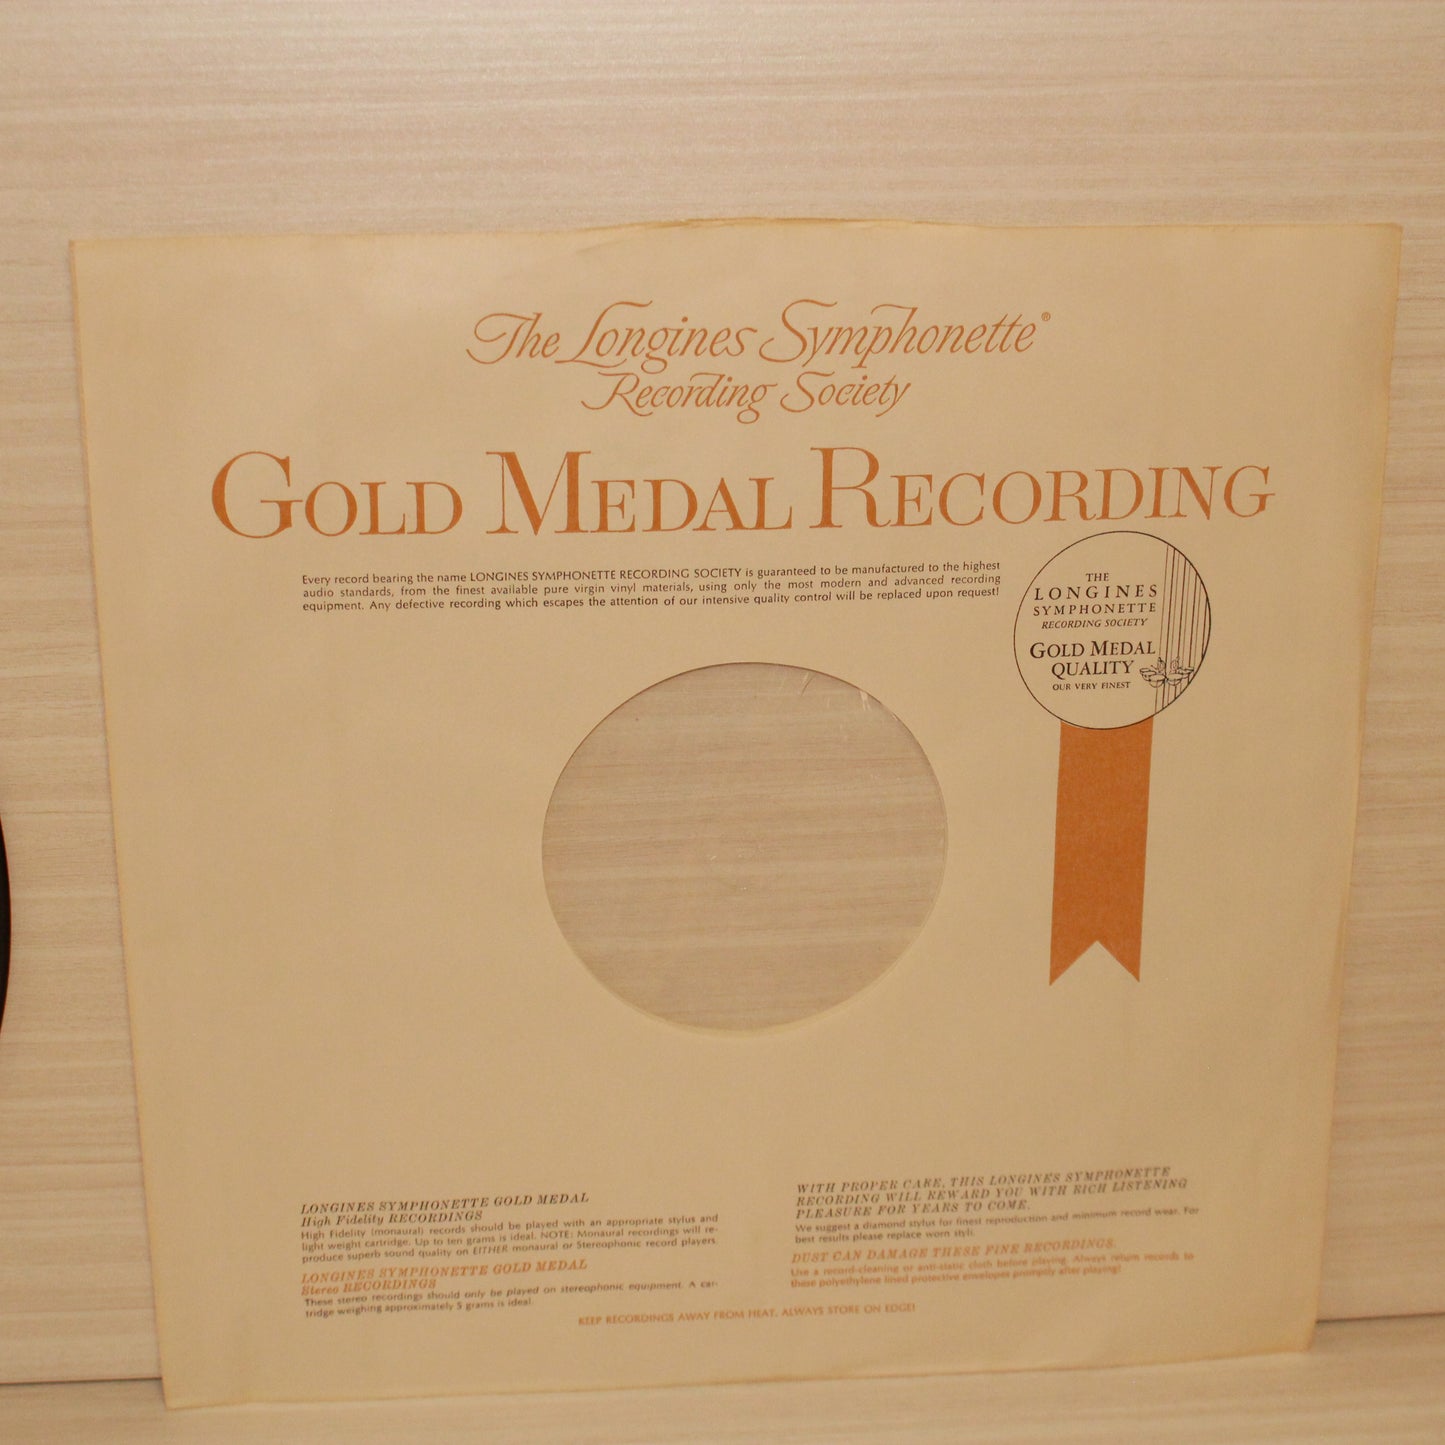 The Longines Symphonette®
Recording Society
GOLD MEDAL RECORDING
Every record bearing the name LONGINES SYMPHONETTE RECORDING SOCIETY is guaranteed to be manufactured to the highest
audio standards, from the finest available pure virgin vinyl materials, using only the most modern and advanced recording
equipment. Any defective recording which escapes the attention of our intensive quality control will be replaced upon request!
THE
LONGINES
SYMPHONETTE
RECORDING SOCIETY
GOLD MEDAL
QUALITY
OUR VERY FINEST
LONGINES SYMPHONETTE GOLD MEDAL
High Fidelity RECORDINGS
High Fidelity (monaural) records should be played with an appropriate stylus and
light weight cartridge. Up to ten grams is ideal. NOTE: Monaural recordings will re-
produce superb sound quality on EITHER monaural or Stereophonic record players.
LONGINES SYMPHONETTE GOLD MEDAL
Stereo RECORDINGS
These stereo recordings should only be played on stereophonic equipment. A car-
tridge weighing approximately 5 grams is ideal.
WITH PROPER CARE, THIS LONGINES SYMPHONETTE
RECORDING WILL REWARD YOU WITH RICH LISTENING
PLEASURE FOR YEARS TO COME.
We suggest a diamond stylus for finest reproduction and minimum record wear. For
best results please replace worn styli.
DUST CAN DAMAGE THESE FINE RECORDINGS.
Use a record-cleaning or anti-static cloth before playing. Always return records to
these polyethylene lined protective envelopes promptly after playing!
KEEP RECORDINGS AWAY FROM HEAT. ALWAYS STORE ON EDGE!